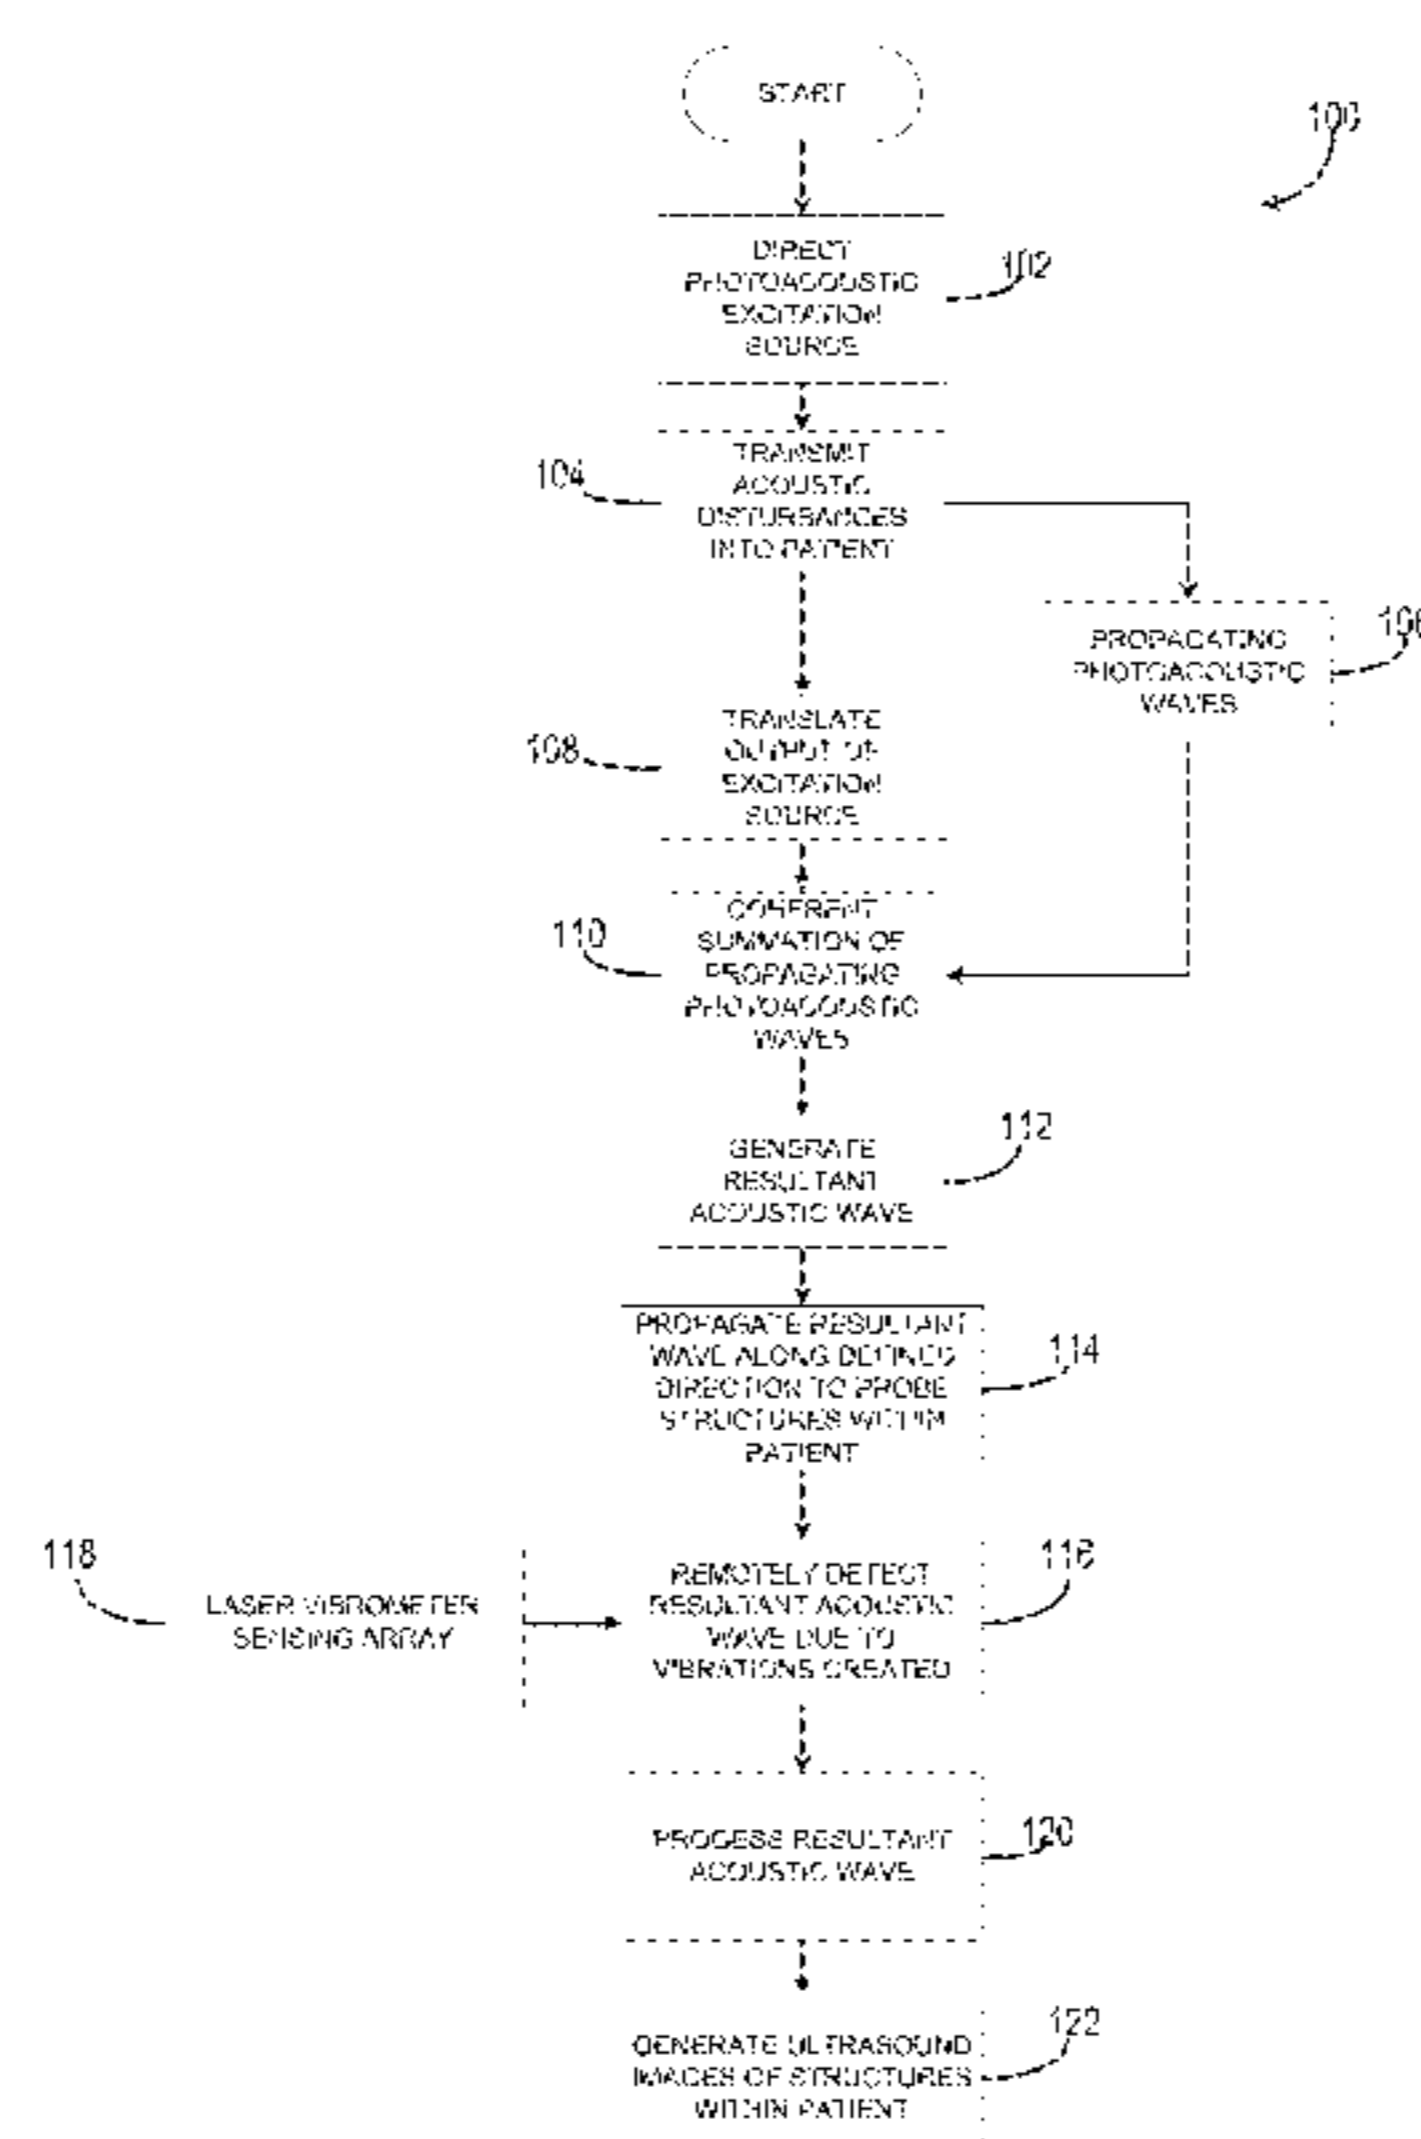 START
100
DIRECT
PHOTOACOUSTIC
EXCITATION
SOURCE
102
TRANSMIT
ACOUSTIC
DISTURBANCES
INTO PATIENT
104
PROPAGATING
PHOTOACOUSTIC
WAVES
106
TRANSLATE
OUTPUT OF
EXCITATION
SOURCE
108
COHERENT
SUMMATION OF
PROPAGATING
PHOTOACOUSTIC
WAVES
110
GENERATE
RESULTANT
ACOUSTIC WAVE
112
PROPAGATE RESULTANT
WAVE ALONG DEFINED
DIRECTION TO PROBE
STRUCTURES WITHIN
PATIENT
114
118
LASER VIBROMETER
SENSING ARRAY
REMOTELY DETECT
RESULTANT ACOUSTIC
WAVE DUE TO
VIBRATIONS CREATED
116
PROCESS RESULTANT
ACOUSTIC WAVE
120
GENERATE ULTRASOUND
IMAGES OF STRUCTURES
WITHIN PATIENT
122